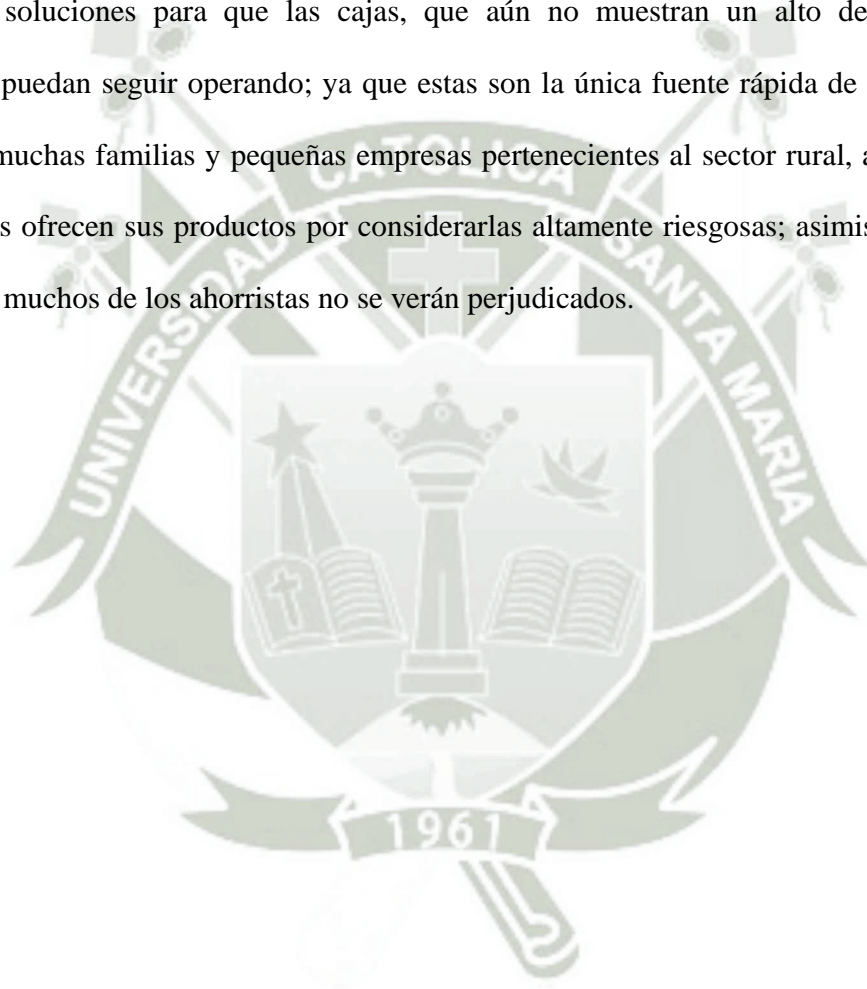 soluciones para que las cajas, que aún no muestran un alto de
puedan seguir operando; ya que estas son la única fuente rápida de
muchas familias y pequeñas empresas pertenecientes al sector rural, a
s ofrecen sus productos por considerarlas altamente riesgosas; asimis
muchos de los ahorristas no se verán perjudicados.
UNIVERSIDAD CATOLICA SANTA MARIA
1961